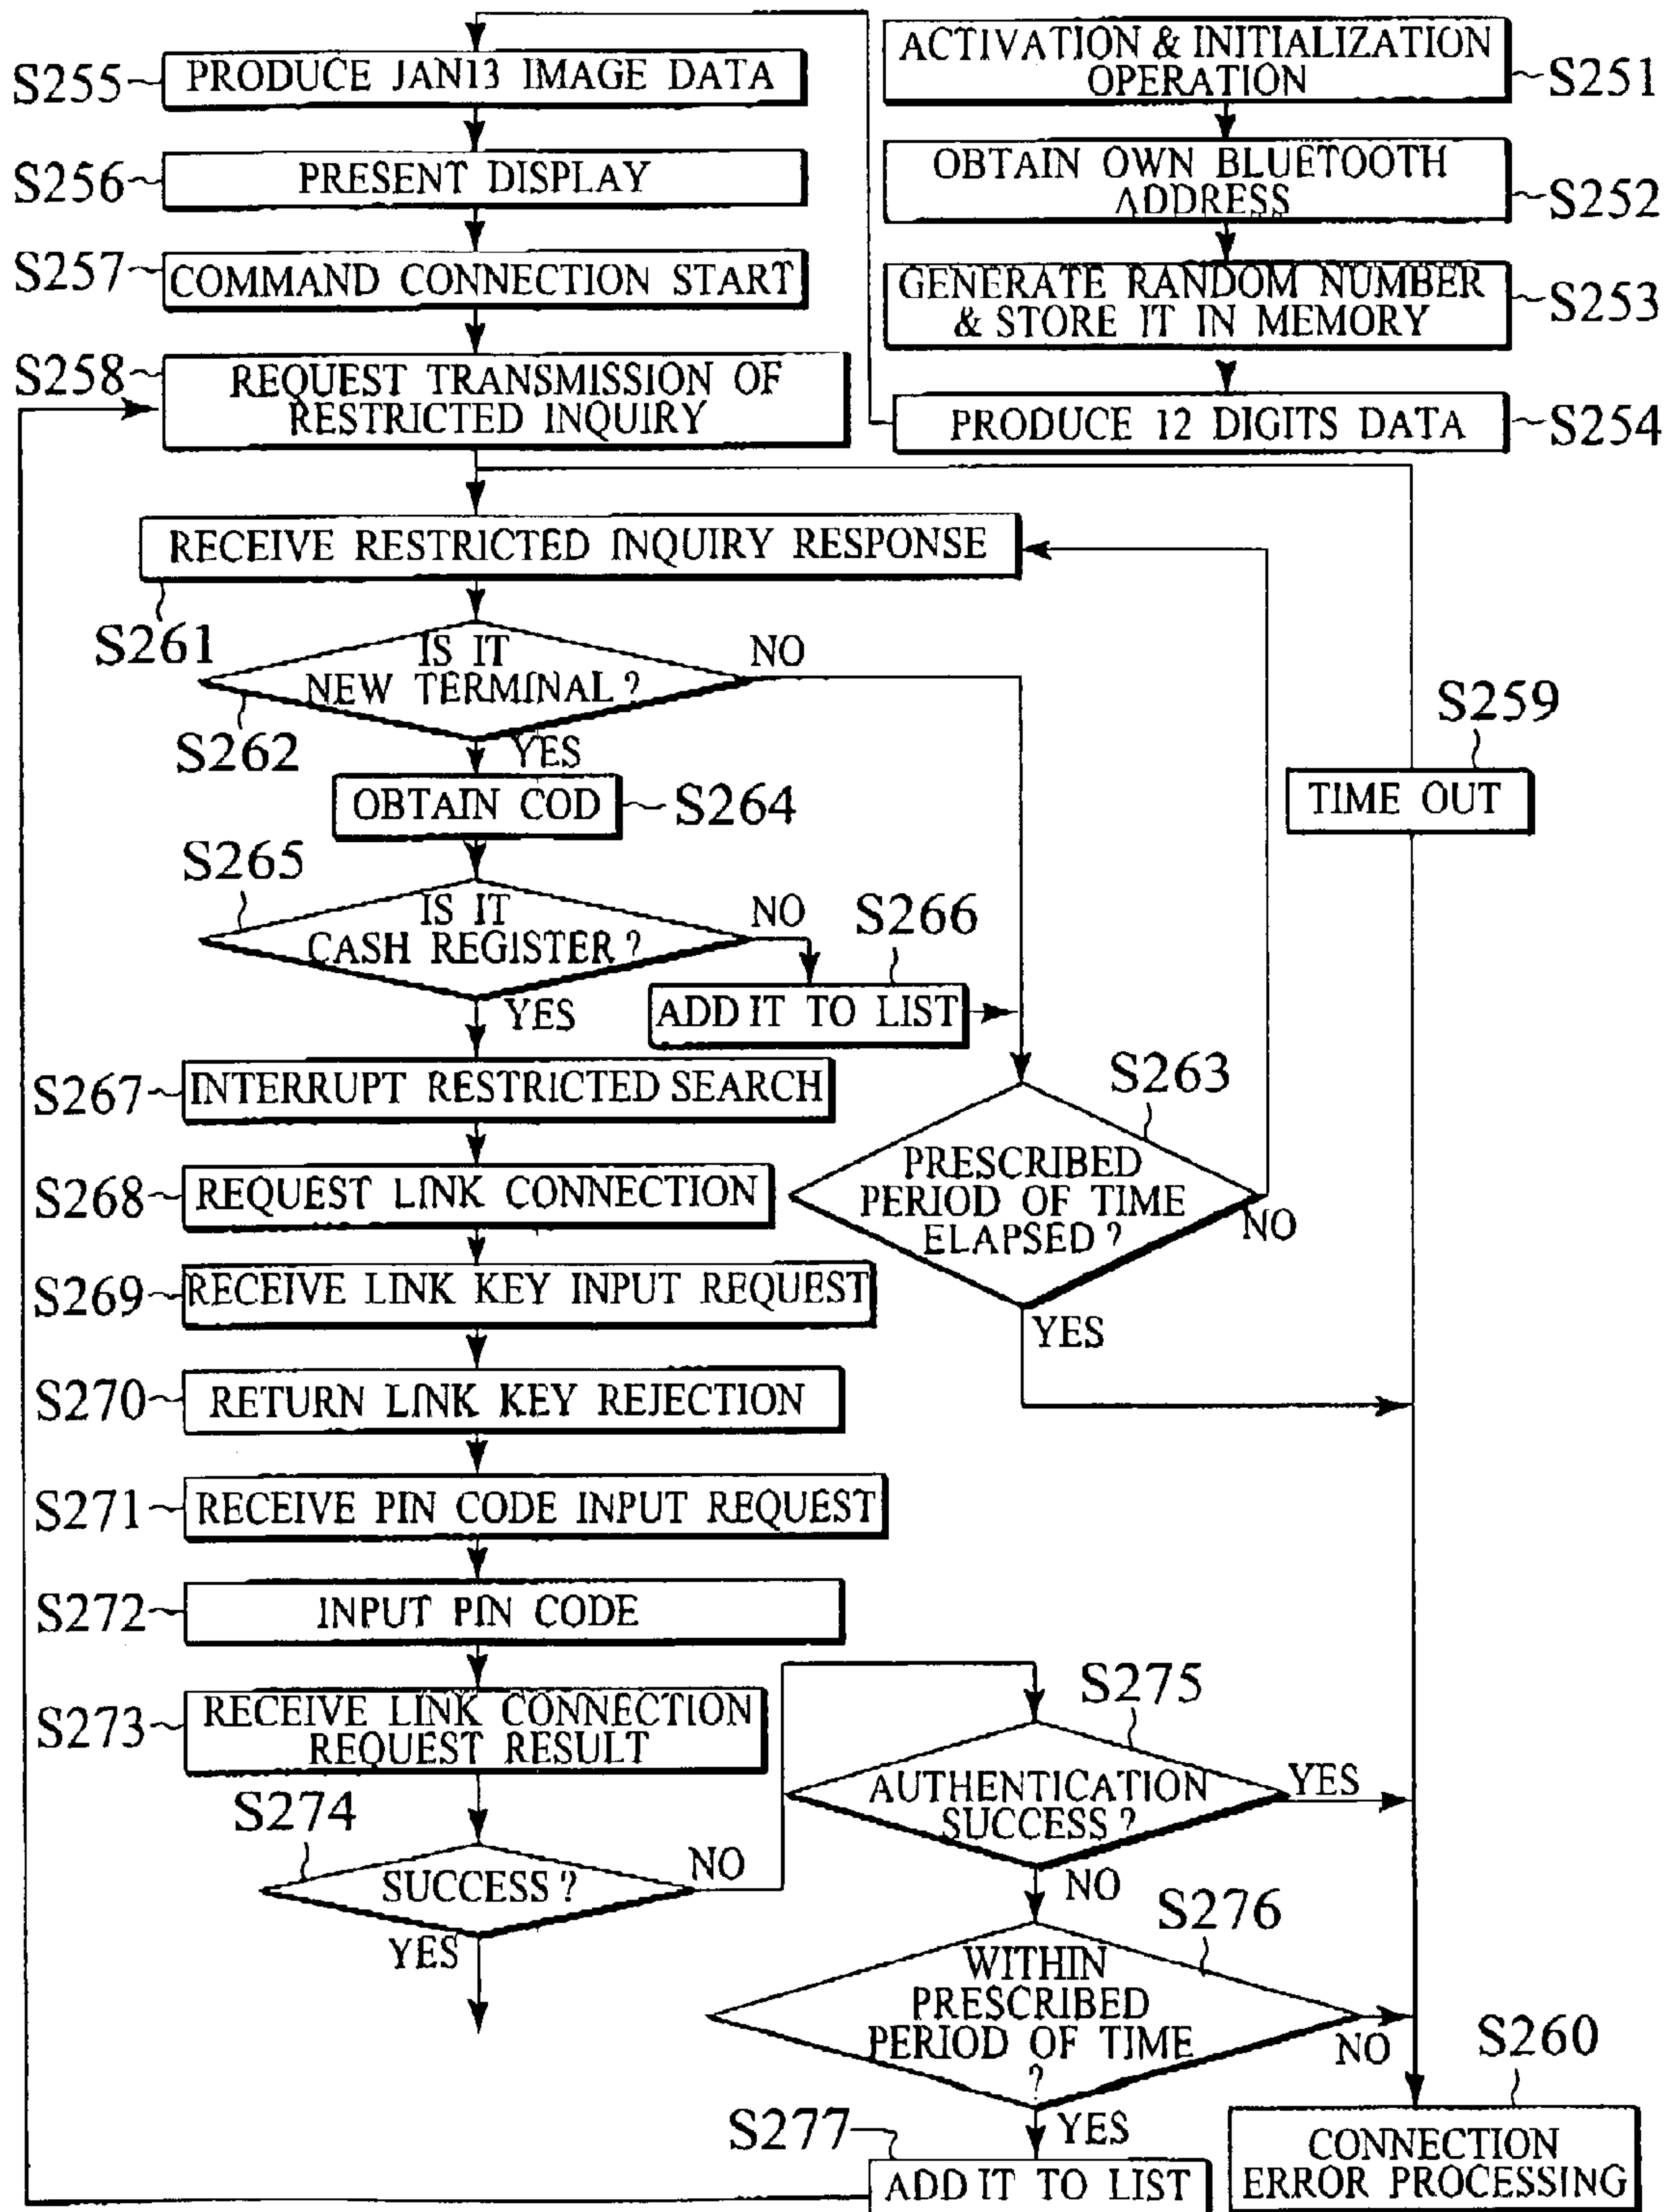 ACTIVATION & INITIALIZATION
OPERATION
S251
OBTAIN OWN BLUETOOTH
ADDRESS
S252
GENERATE RANDOM NUMBER
& STORE IT IN MEMORY
S253
PRODUCE 12 DIGITS DATA
S254
S255
PRODUCE JAN13 IMAGE DATA
S256
PRESENT DISPLAY
S257
COMMAND CONNECTION START
S258
REQUEST TRANSMISSION OF
RESTRICTED INQUIRY
RECEIVE RESTRICTED INQUIRY RESPONSE
S261
IS IT
NEW TERMINAL?
NO
S262
YES
S259
TIME OUT
OBTAIN COD
S264
S265
IS IT
CASH REGISTER?
NO
S266
ADD IT TO LIST
YES
S263
PRESCRIBED
PERIOD OF TIME
ELAPSED?
NO
YES
S267
INTERRUPT RESTRICTED SEARCH
S268
REQUEST LINK CONNECTION
S269
RECEIVE LINK KEY INPUT REQUEST
S270
RETURN LINK KEY REJECTION
S271
RECEIVE PIN CODE INPUT REQUEST
S272
INPUT PIN CODE
S273
RECEIVE LINK CONNECTION
REQUEST RESULT
S274
SUCCESS?
NO
YES
S275
AUTHENTICATION
SUCCESS?
YES
NO
S276
WITHIN
PRESCRIBED
PERIOD OF TIME
?
NO
YES
S277
ADD IT TO LIST
S260
CONNECTION
ERROR PROCESSING